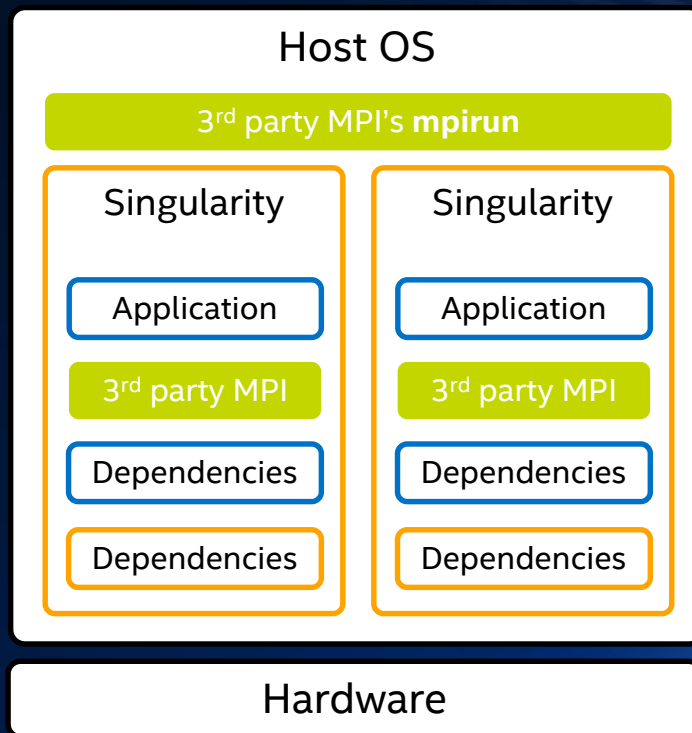 Host OS
3rd party MPI’s mpirun
Singularity
Singularity
Application
Application
3rd party MPI
3rd party MPI
Dependencies
Dependencies
Dependencies
Dependencies
Hardware